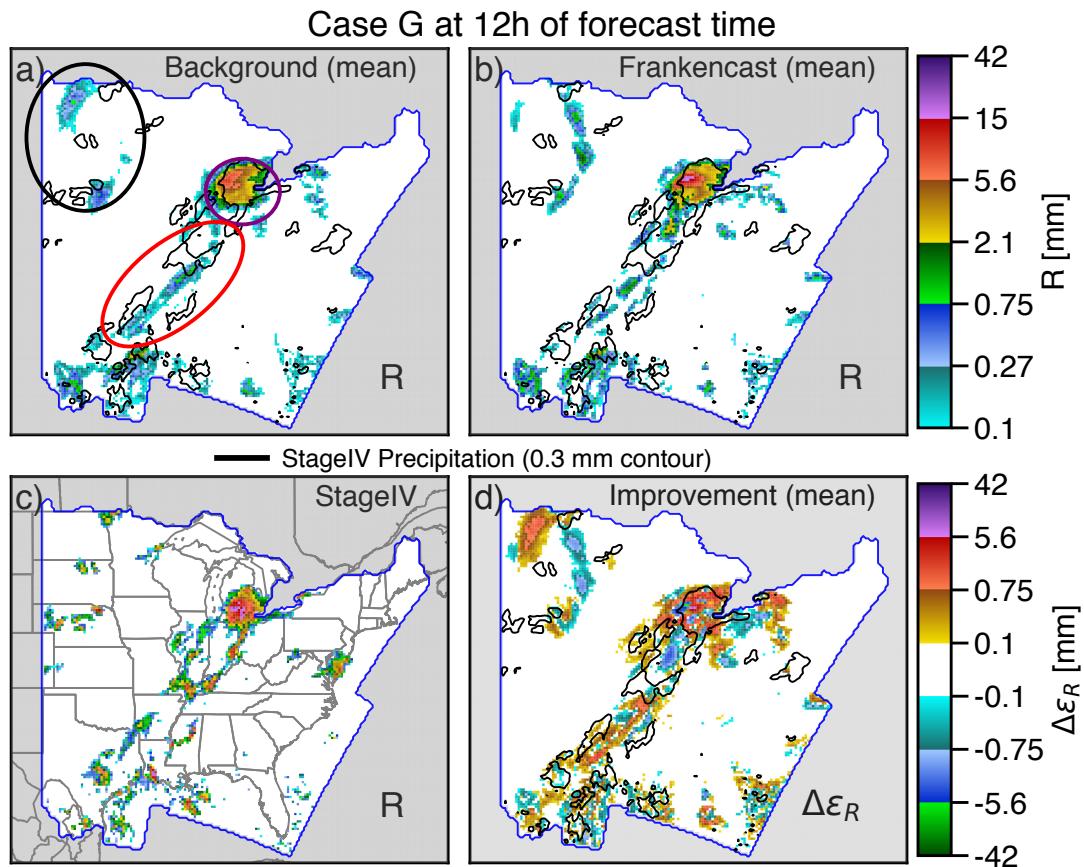 Case G at 12h of forecast time
a) Background (mean)
R
b) Frankencast (mean)
R
42
15
5.6
2.1
0.75
0.27
0.1
R [mm]
StageIV Precipitation (0.3 mm contour)
c) StageIV
R
d) Improvement (mean)
Δε_R
42
5.6
0.75
0.1
-0.1
-0.75
-5.6
-42
Δε_R [mm]